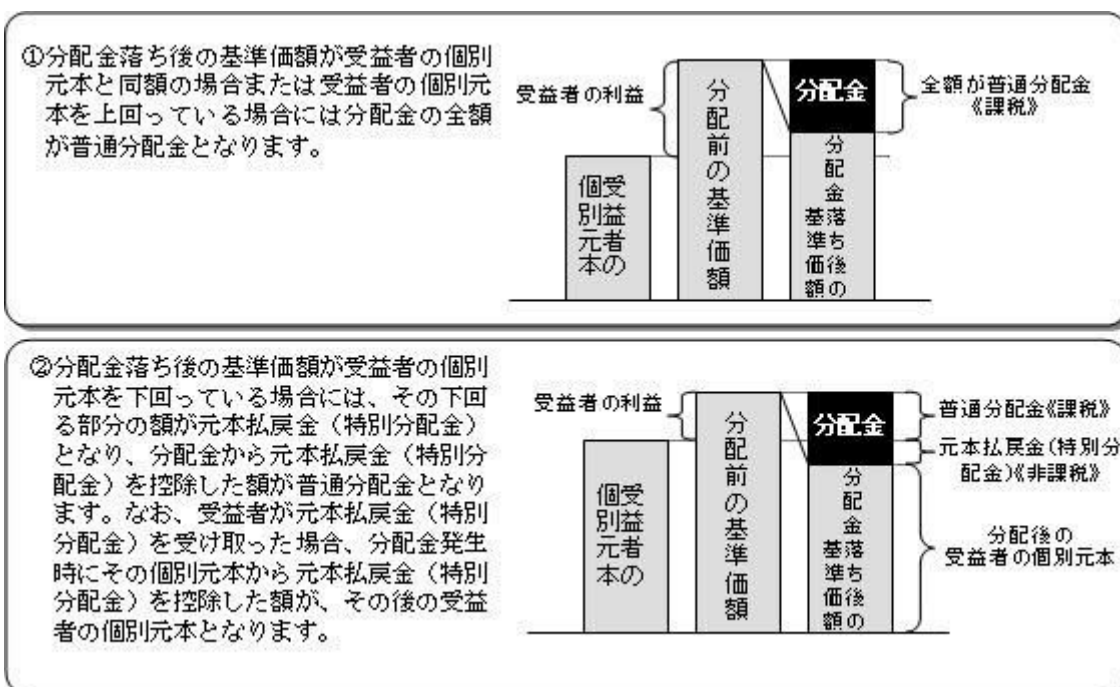 ①分配金落ち後の基準価額が受益者の個別
元本と同額の場合または受益者の個別元
本を上回っている場合には分配金の全額
が普通分配金となります。
受益者の利益
受益者の
個別元本
分配前の基準価額
分配金
分配金落ち後の
基準価額
全額が普通分配金
《課税》
②分配金落ち後の基準価額が受益者の個別
元本を下回っている場合には、その下回
る部分の額が元本払戻金(特別分配金)
となり、分配金から元本払戻金(特別分
配金)を控除した額が普通分配金となり
ます。なお、受益者が元本払戻金(特別
分配金)を受け取った場合、分配金発生
時にその個別元本から元本払戻金(特別
分配金)を控除した額が、その後の受益
者の個別元本となります。
受益者の利益
受益者の
個別元本
分配前の基準価額
分配金
分配金落ち後の
基準価額
普通分配金《課税》
元本払戻金(特別分
配金)《非課税》
分配後の
受益者の個別元本